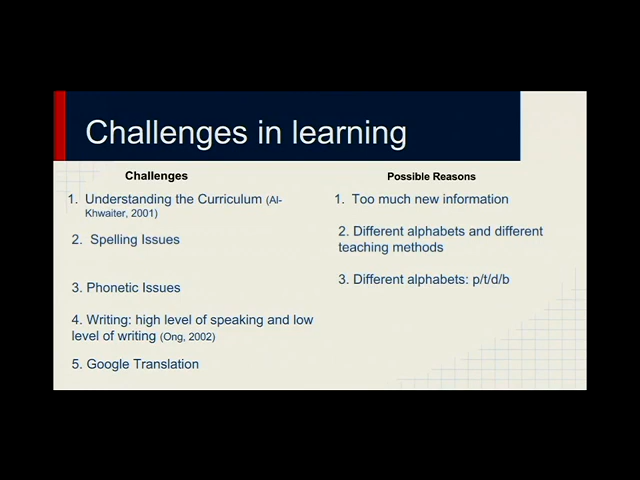 Challenges in learning
Challenges
1. Understanding the Curriculum (Al-
Khwaiter, 2001)
2. Spelling Issues
3. Phonetic Issues
4. Writing: high level of speaking and low
level of writing (Ong, 2002)
5. Google Translation
Possible Reasons
1. Too much new information
2. Different alphabets and different
teaching methods
3. Different alphabets: p/t/d/b